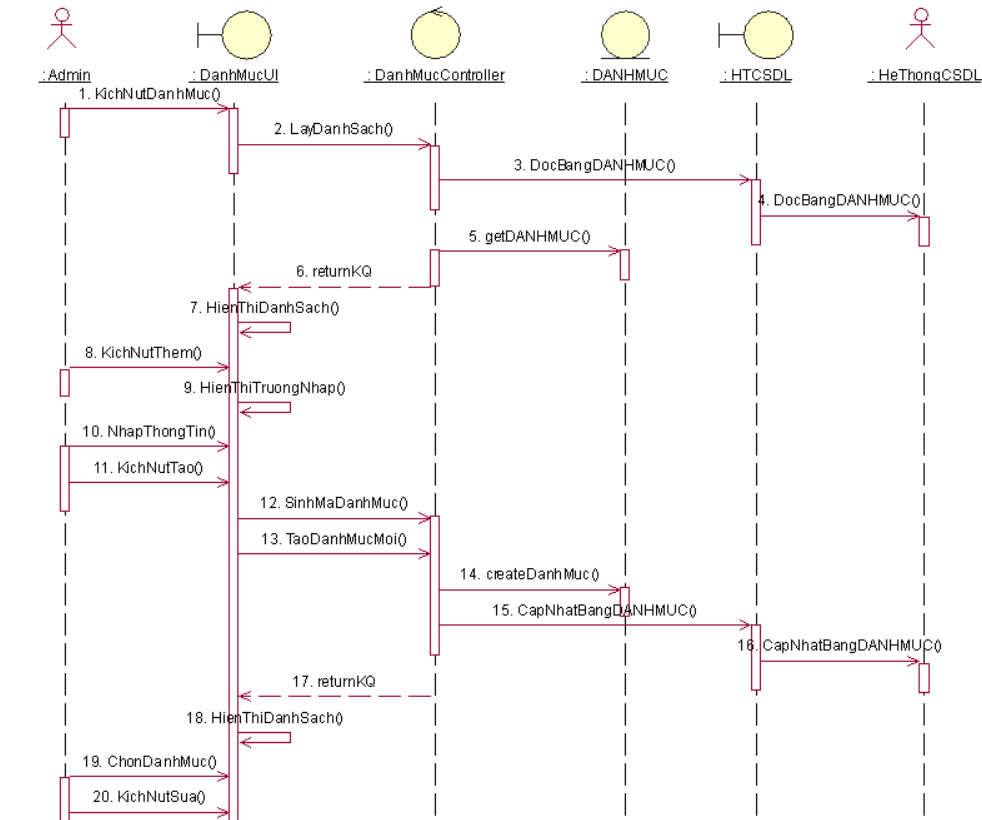 : Admin
: DanhMucUI
: DanhMucController
: DANHMUC
: HTCSDL
: HeThongCSDL
1. KichNutDanhMuc()
2. LayDanhSach()
3. DocBangDANHMUC()
4. DocBangDANHMUC()
5. getDANHMUC()
6. returnKQ
7. HienThiDanhSach()
8. KichNutThem()
9. HienThiTruongNhap()
10. NhapThongTin()
11. KichNutTao()
12. SinhMaDanhMuc()
13. TaoDanhMucMoi()
14. createDanhMuc()
15. CapNhatBangDANHMUC()
16. CapNhatBangDANHMUC()
17. returnKQ
18. HienThiDanhSach()
19. ChonDanhMuc()
20. KichNutSua()